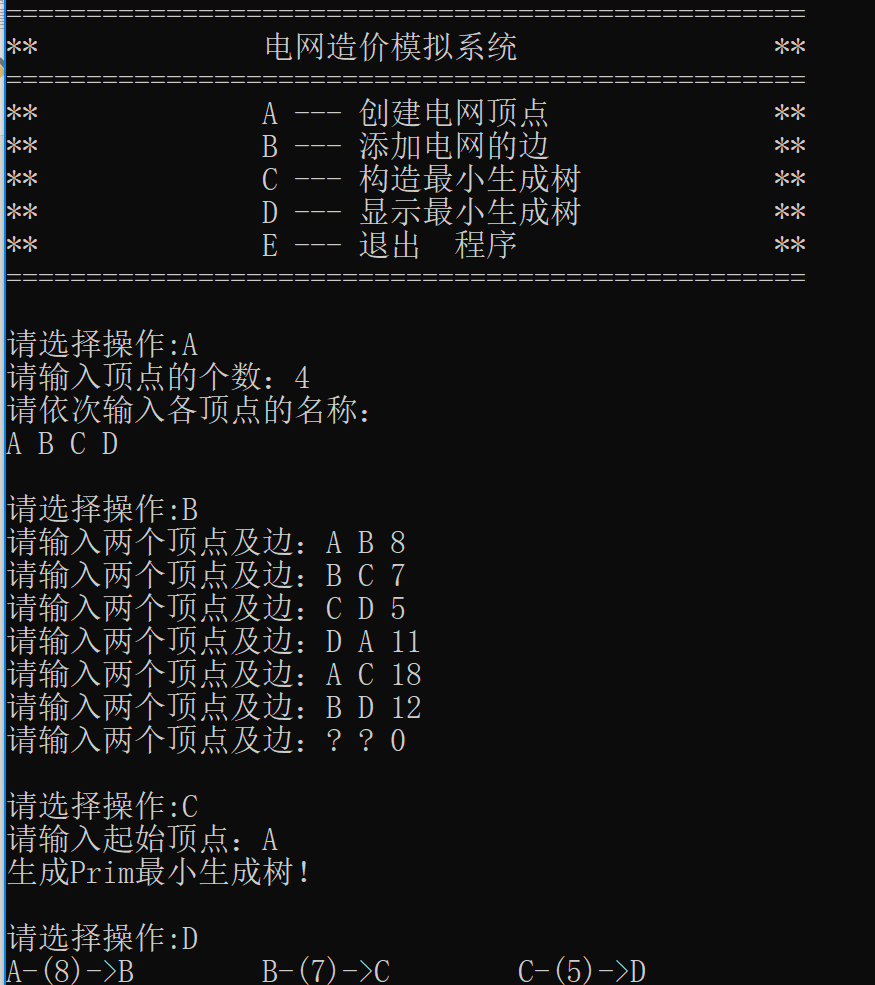 ==================================================
**              电网造价模拟系统                **
==================================================
**              A --- 创建电网顶点              **
**              B --- 添加电网的边              **
**              C --- 构造最小生成树            **
**              D --- 显示最小生成树            **
**              E --- 退出  程序                **
==================================================
请选择操作:A
请输入顶点的个数：4
请依次输入各顶点的名称：
A B C D
请选择操作:B
请输入两个顶点及边：A B 8
请输入两个顶点及边：B C 7
请输入两个顶点及边：C D 5
请输入两个顶点及边：D A 11
请输入两个顶点及边：A C 18
请输入两个顶点及边：B D 12
请输入两个顶点及边：? ? 0
请选择操作:C
请输入起始顶点：A
生成Prim最小生成树!
请选择操作:D
A-(8)->B        B-(7)->C        C-(5)->D